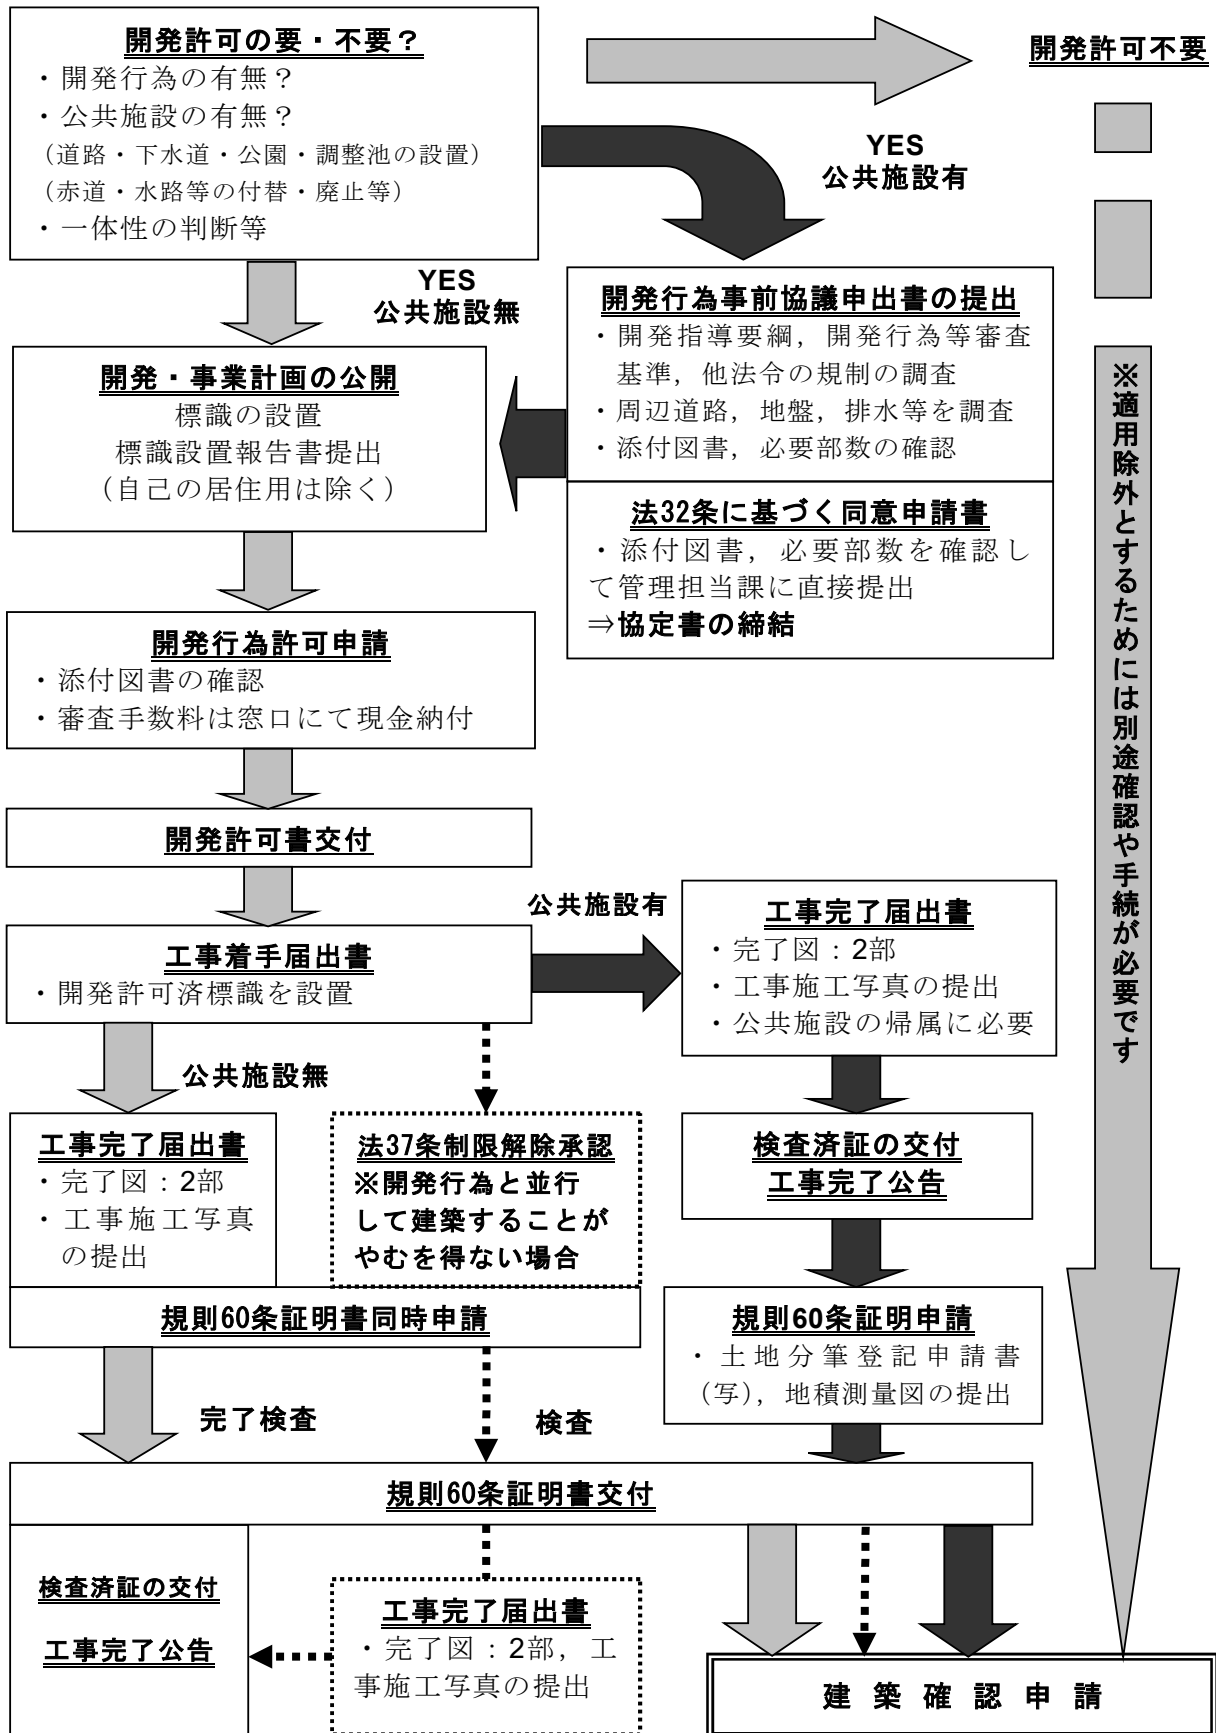 開発許可の要・不要？
・開発行為の有無？
・公共施設の有無？
（道路・下水道・公園・調整池の設置）
（赤道・水路等の付替・廃止等）
・一体性の判断等
開発許可不要
YES
公共施設有
YES
公共施設無
開発行為事前協議申出書の提出
・開発指導要綱，開発行為等審査
基準，他法令の規制の調査
・周辺道路，地盤，排水等を調査
・添付図書，必要部数の確認
法32条に基づく同意申請書
・添付図書，必要部数を確認し
て管理担当課に直接提出
⇒協定書の締結
開発・事業計画の公開
標識の設置
標識設置報告書提出
（自己の居住用は除く）
※適用除外とするためには別途確認や手続が必要です
開発行為許可申請
・添付図書の確認
・審査手数料は窓口にて現金納付
開発許可書交付
工事着手届出書
・開発許可済標識を設置
公共施設有
工事完了届出書
・完了図：2部
・工事施工写真の提出
・公共施設の帰属に必要
公共施設無
工事完了届出書
・完了図：2部
・工事施工写真
の提出
法37条制限解除承認
※開発行為と並行
して建築することが
やむを得ない場合
検査済証の交付
工事完了公告
規則60条証明書同時申請
規則60条証明申請
・土地分筆登記申請書
（写），地積測量図の提出
完了検査
検査
規則60条証明書交付
検査済証の交付
工事完了公告
工事完了届出書
・完了図：2部，工
事施工写真の提出
建築確認申請